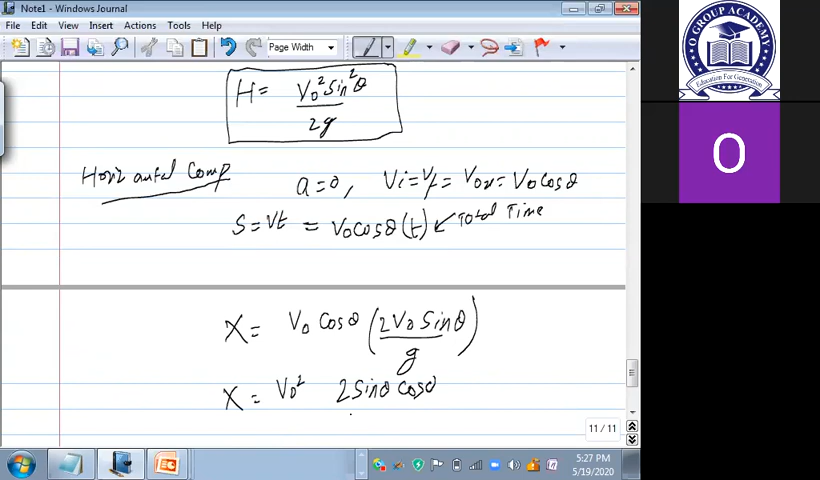 Note1 - Windows Journal
File Edit View Insert Actions Tools Help
Page Width
H = V₀² Sin²θ / 2g
Horizontal Comp
a = 0, Vi = Vf = V₀x = V₀ cosθ
S = Vt = V₀ cosθ (t) ← Total Time
X = V₀ Cosθ (2V₀ Sinθ / g)
X = V₀² 2 Sinθ cosθ
11 / 11
5:27 PM
5/19/2020
O GROUP ACADEMY
Education For Generation
O